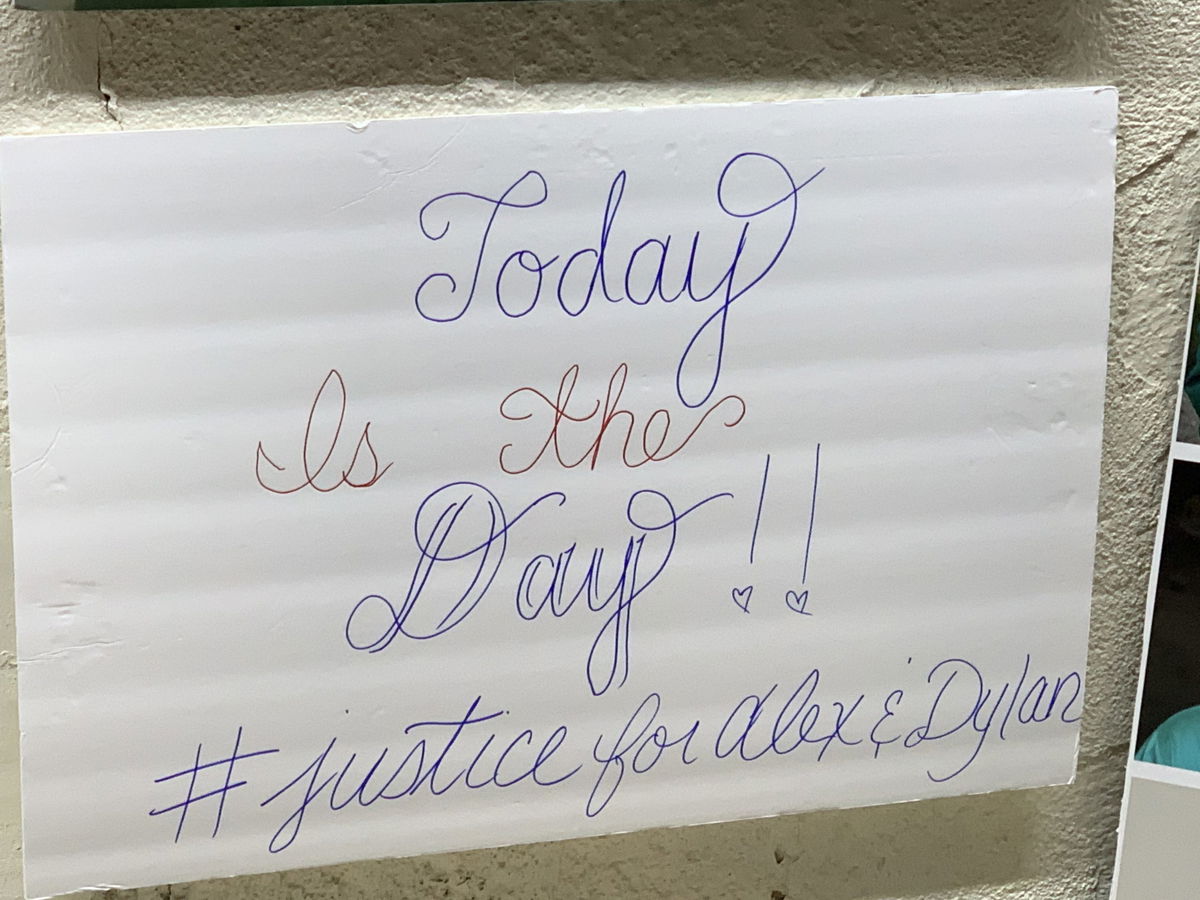 Today
Is the
Day!!
#justice for Alex & Dylan